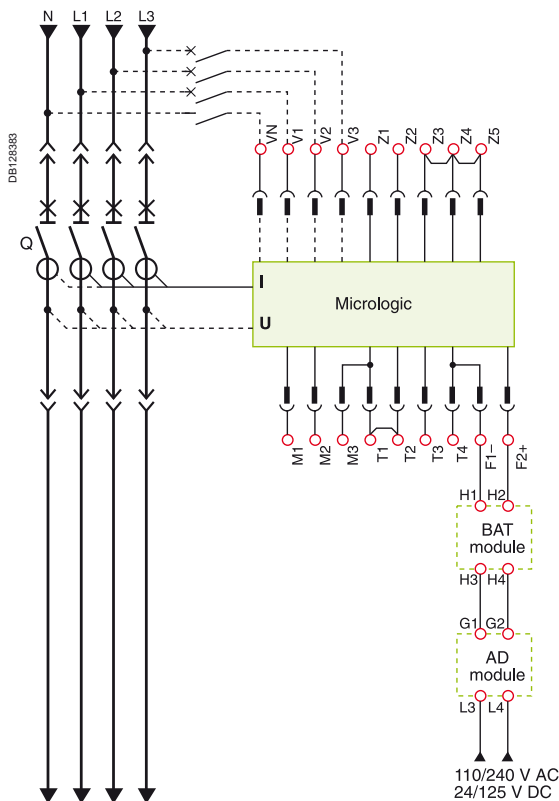 N L1 L2 L3
DB128383
VN V1 V2 V3 Z1 Z2 Z3 Z4 Z5
Q
I
Micrologic
U
M1 M2 M3 T1 T2 T3 T4 F1– F2+
H1 H2
BAT
module
H3 H4
G1 G2
AD
module
L3 L4
110/240 V AC
24/125 V DC